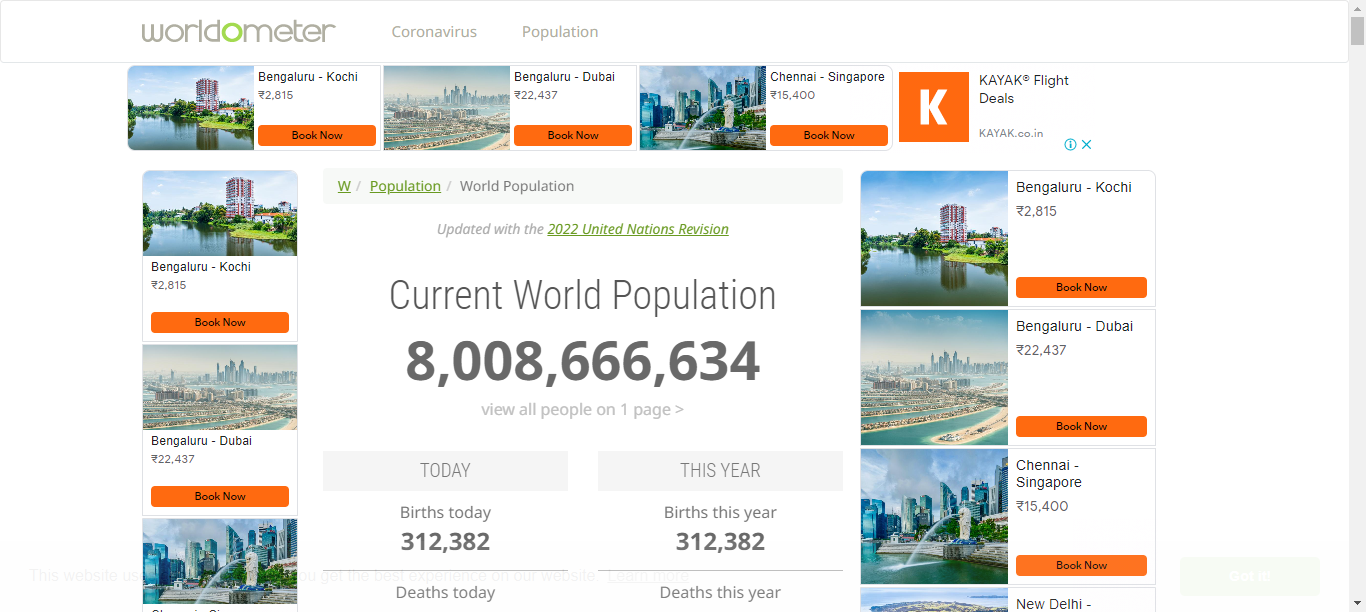 worldometer
Coronavirus
Population
Bengaluru - Kochi
₹2,815
Book Now
Bengaluru - Dubai
₹22,437
Book Now
Chennai - Singapore
₹15,400
Book Now
K
KAYAK® Flight
Deals
KAYAK.co.in
Bengaluru - Kochi
₹2,815
Book Now
Bengaluru - Dubai
₹22,437
Book Now
W / Population / World Population
Updated with the 2022 United Nations Revision
Current World Population
8,008,666,634
view all people on 1 page >
TODAY
Births today
312,382
Deaths today
THIS YEAR
Births this year
312,382
Deaths this year
Bengaluru - Kochi
₹2,815
Book Now
Bengaluru - Dubai
₹22,437
Book Now
Chennai -
Singapore
₹15,400
Book Now
New Delhi -
This website us
ou get the best experience on our website. Learn more
Got it!